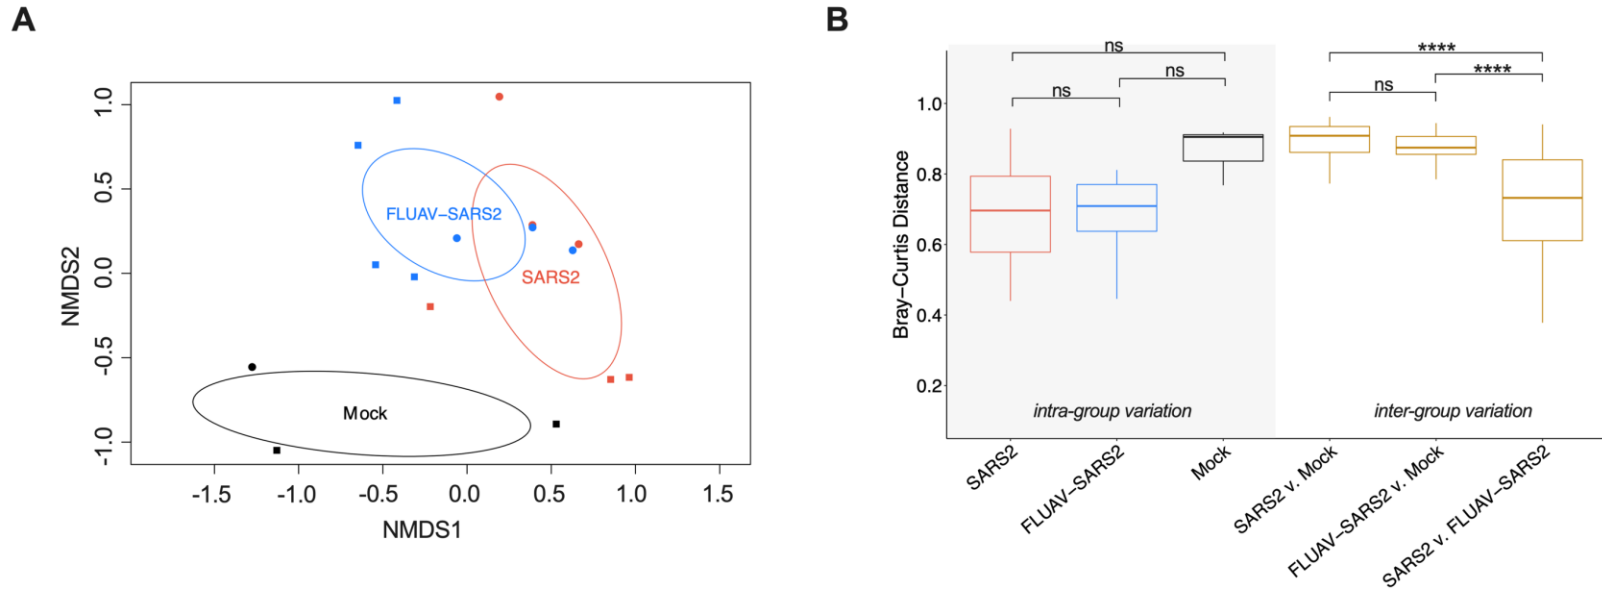 A
NMDS2
1.0
0.5
0.0
-0.5
-1.0
FLUAV-SARS2
SARS2
Mock
-1.5
-1.0
-0.5
0.0
0.5
1.0
1.5
NMDS1
B
Bray-Curtis Distance
1.0
0.8
0.6
0.4
0.2
ns
ns
ns
****
****
ns
intra-group variation
inter-group variation
SARS2
FLUAV-SARS2
Mock
SARS2 v. Mock
FLUAV-SARS2 v. Mock
SARS2 v. FLUAV-SARS2